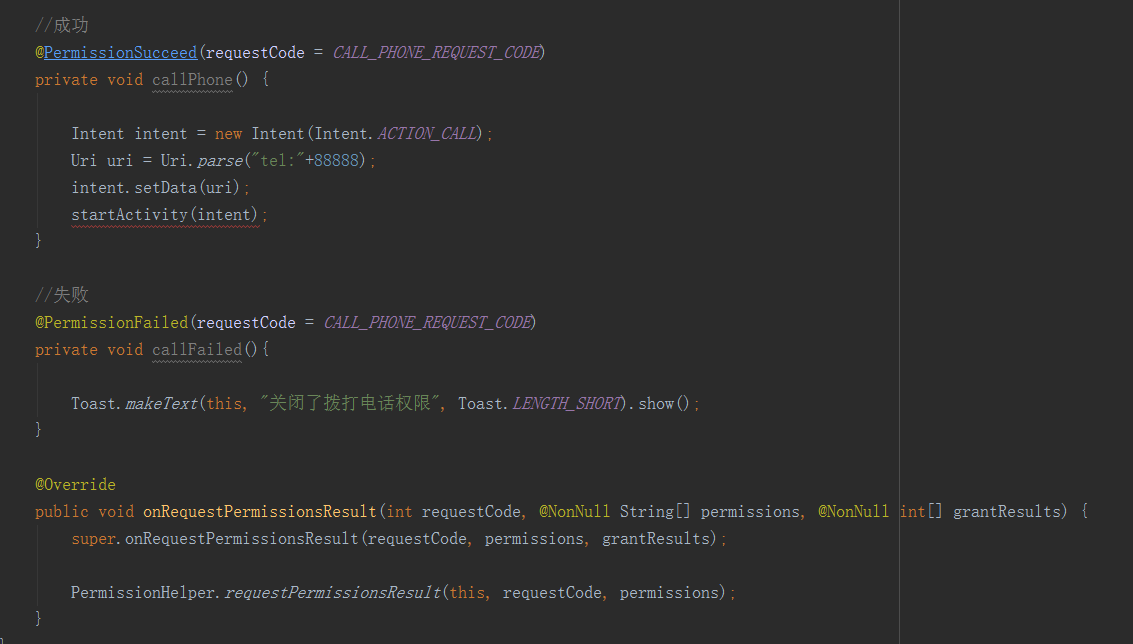 //成功
@PermissionSucceed(requestCode = CALL_PHONE_REQUEST_CODE)
private void callPhone() {
Intent intent = new Intent(Intent.ACTION_CALL);
Uri uri = Uri.parse("tel:"+88888);
intent.setData(uri);
startActivity(intent);
}
//失败
@PermissionFailed(requestCode = CALL_PHONE_REQUEST_CODE)
private void callFailed(){
Toast.makeText(this, "关闭了拨打电话权限", Toast.LENGTH_SHORT).show();
}
@Override
public void onRequestPermissionsResult(int requestCode, @NonNull String[] permissions, @NonNull int[] grantResults) {
super.onRequestPermissionsResult(requestCode, permissions, grantResults);
PermissionHelper.requestPermissionsResult(this, requestCode, permissions);
}